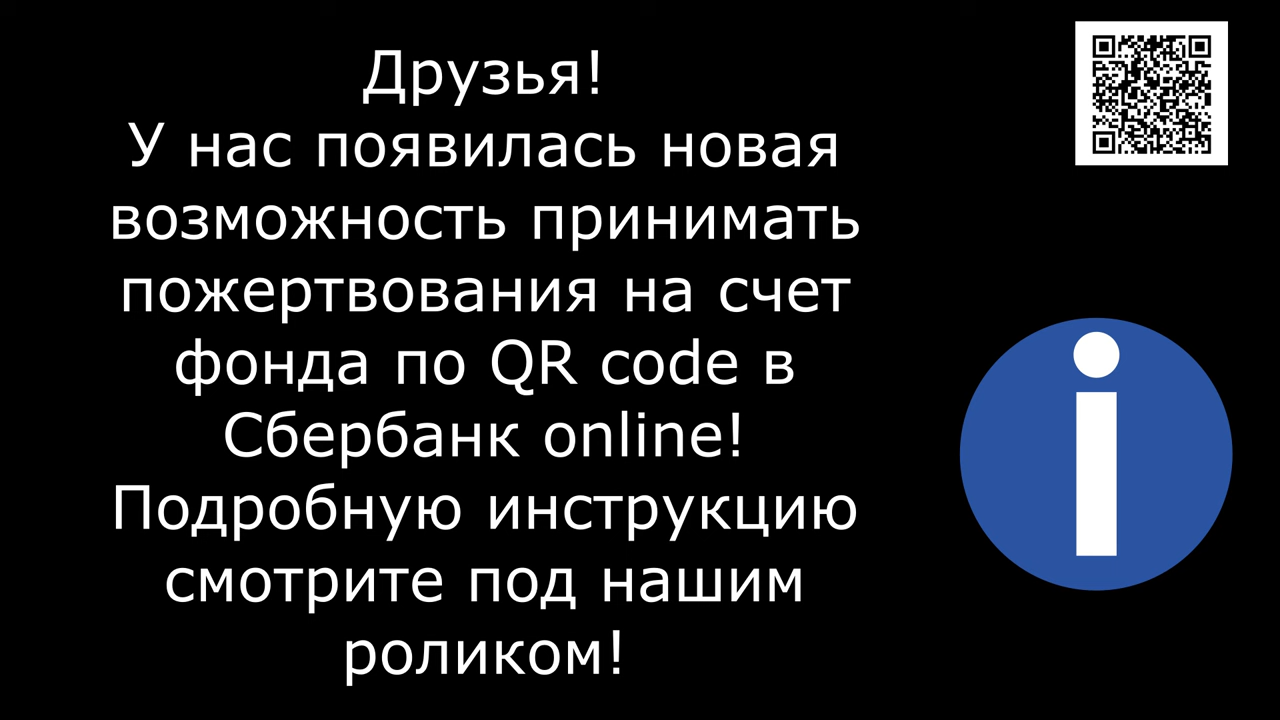 Друзья!
У нас появилась новая
возможность принимать
пожертвования на счет
фонда по QR code в
Сбербанк online!
Подробную инструкцию
смотрите под нашим
роликом!
i